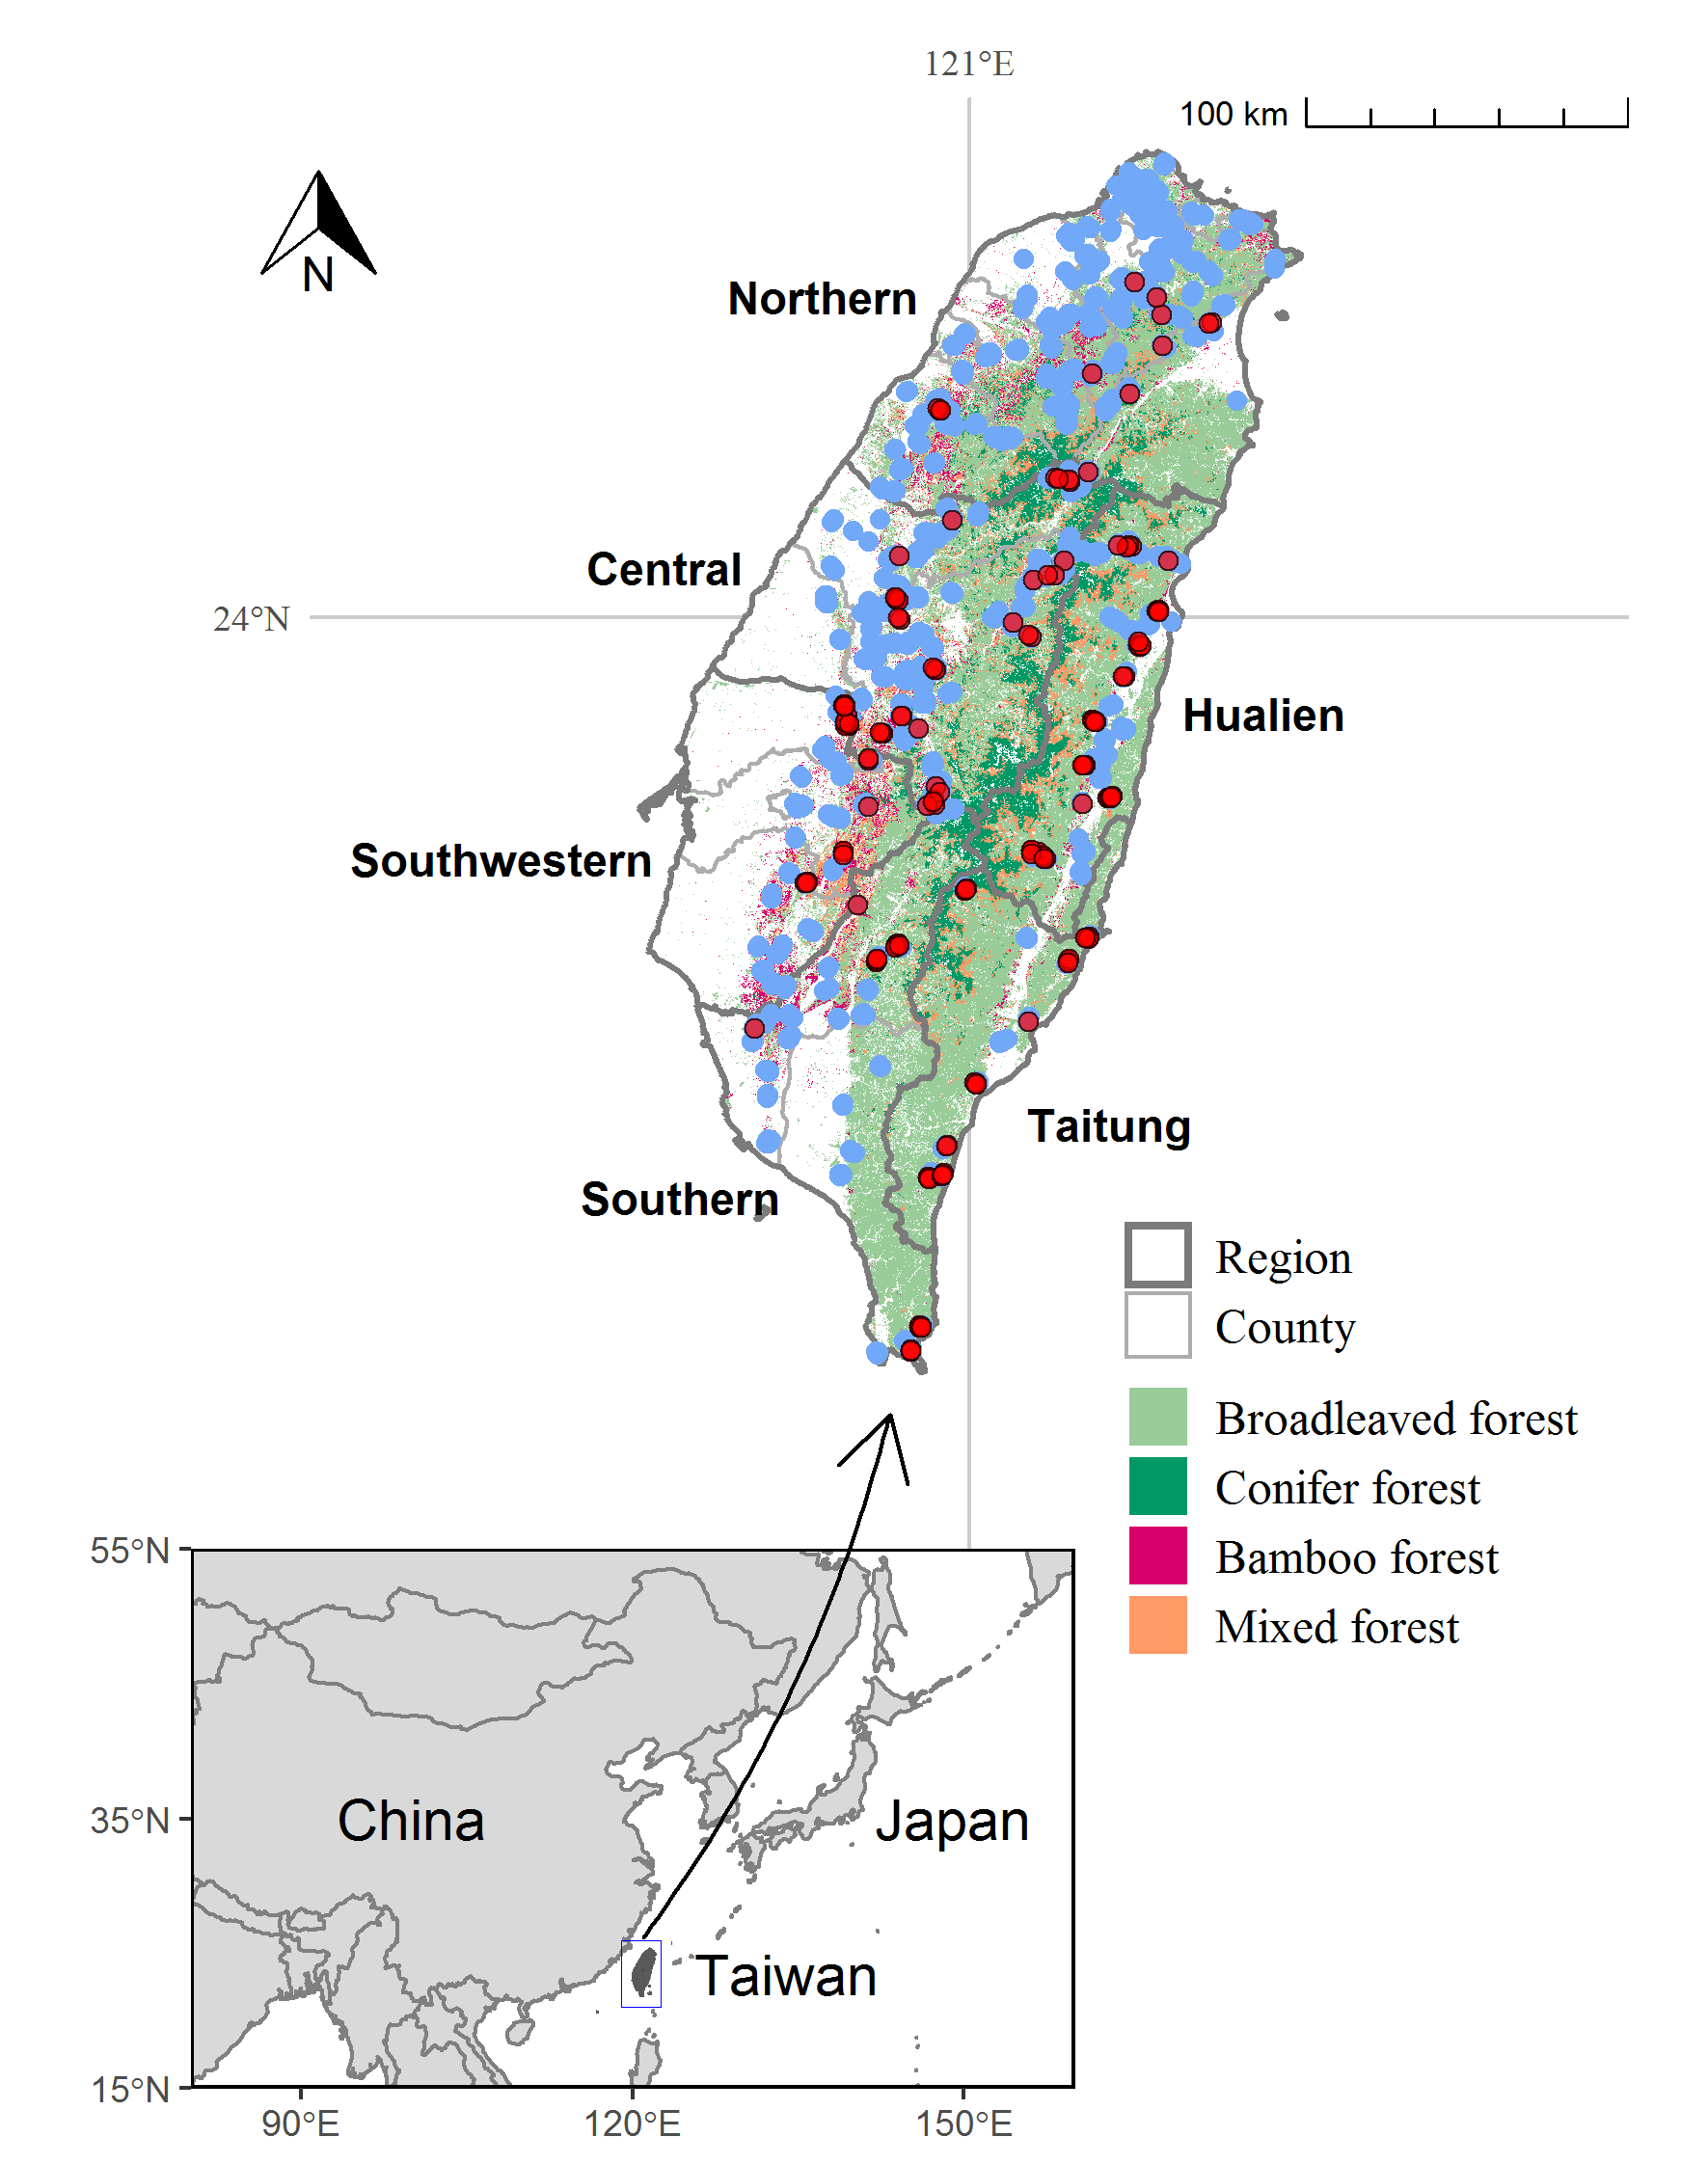 121°E
100 km
N
Northern
Central
24°N
Hualien
Southwestern
Taitung
Southern
Region
County
Broadleaved forest
Conifer forest
Bamboo forest
Mixed forest
55°N
35°N
15°N
China
Japan
Taiwan
90°E
120°E
150°E